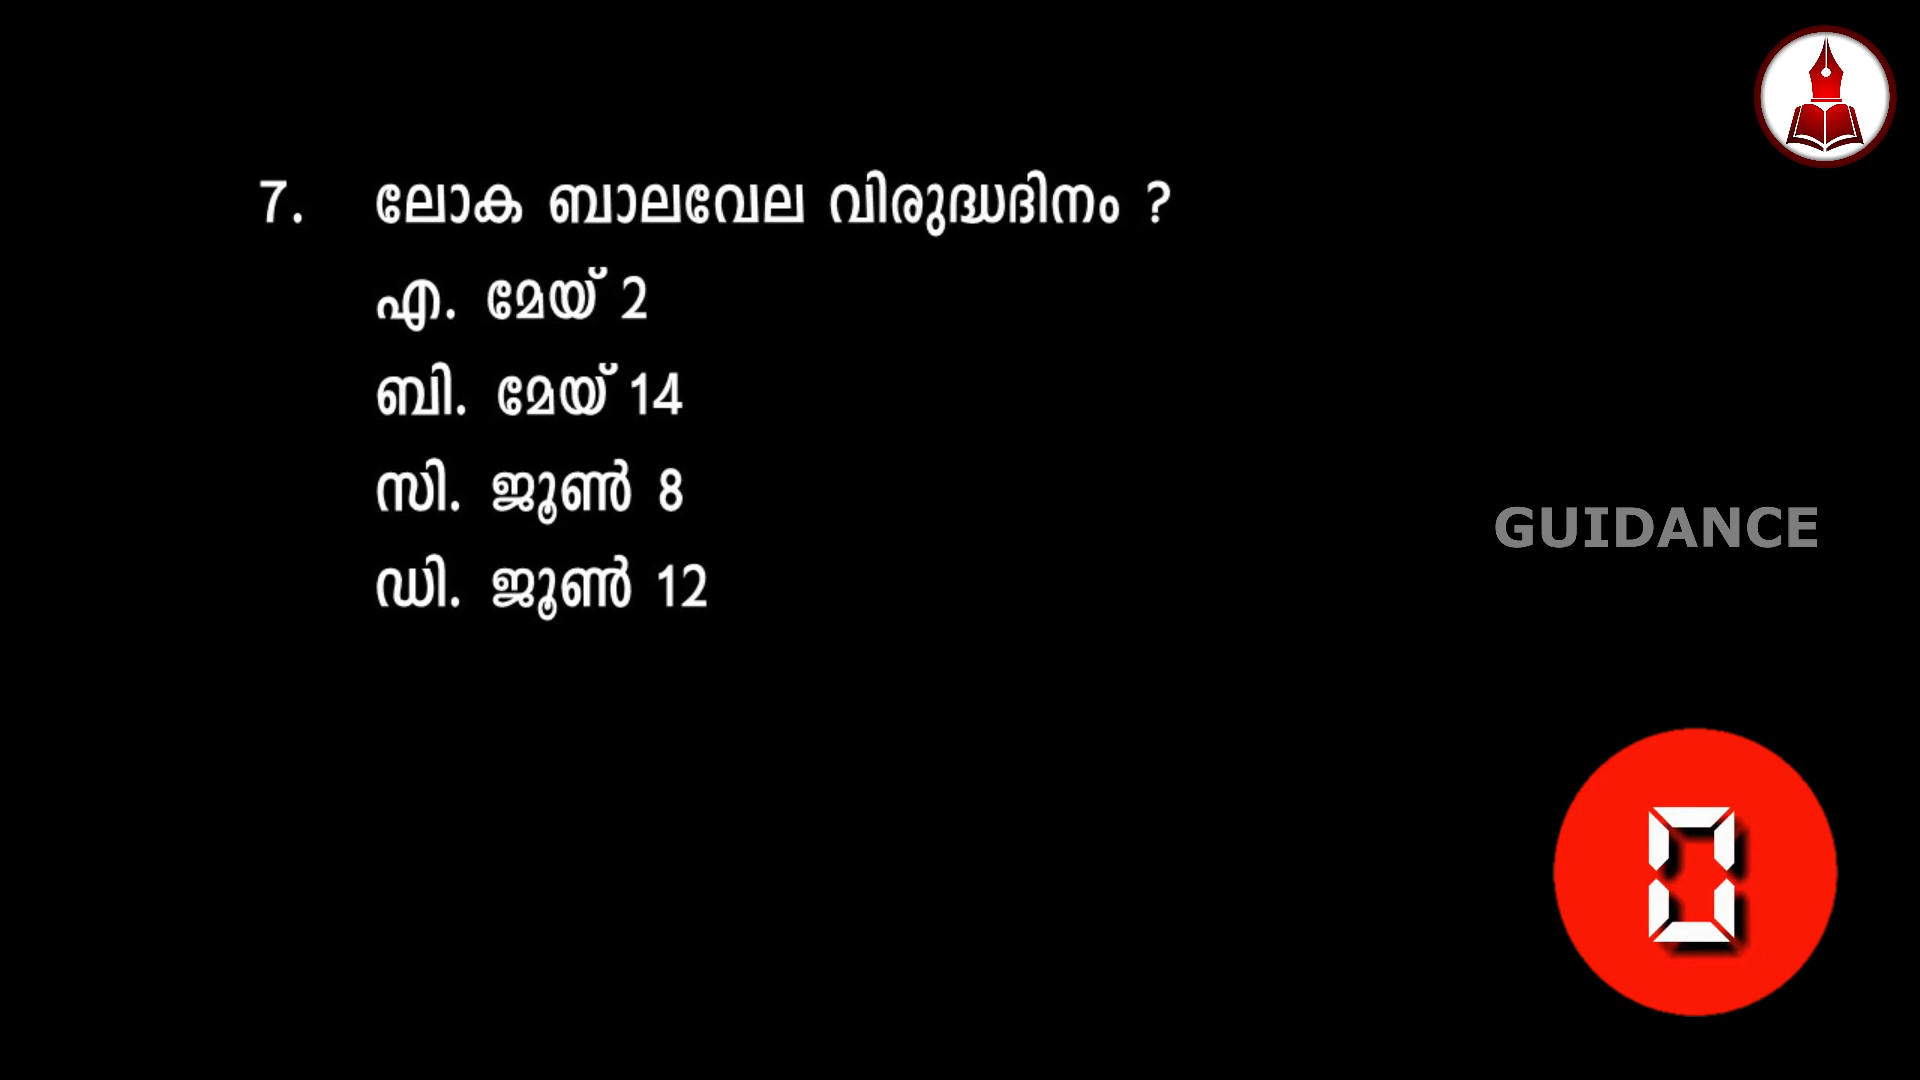 7. ലോക ബാലവേല വിരുദ്ധദിനം ?
എ. മേയ് 2
ബി. മേയ് 14
സി. ജൂൺ 8
ഡി. ജൂൺ 12
GUIDANCE
0